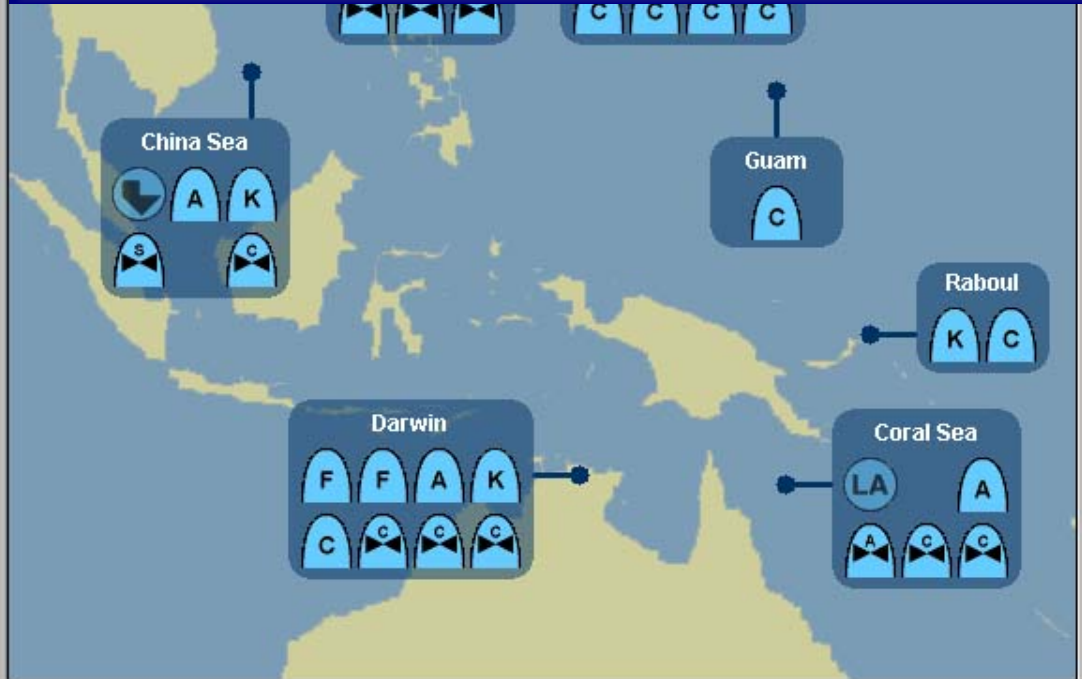 C C C C
China Sea
A K
S C
Guam
C
Raboul
K C
Darwin
F F A K
C C C C
Coral Sea
LA A
A C C